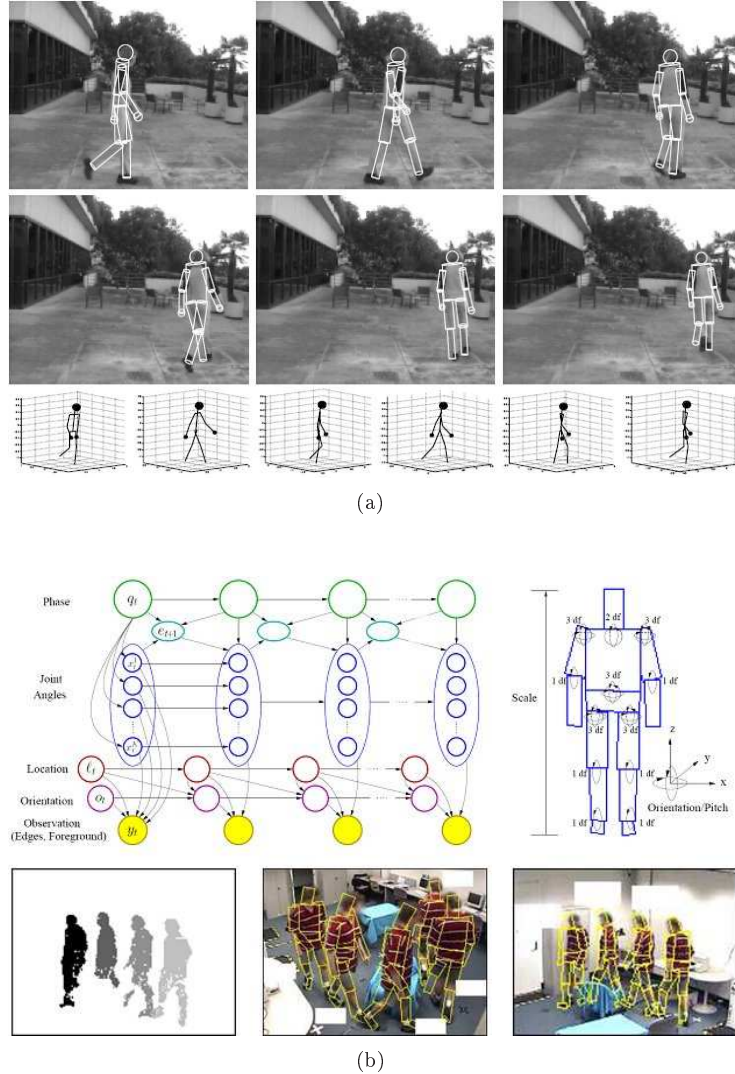 (a)
Phase
q_t
e_{t+1}
Joint
Angles
x_t^1
Location
ℓ_t
Orientation
o_t
Observation
(Edges, Foreground)
y_t
Scale
2 df
3 df 3 df
1 df 1 df
3 df
3 df 3 df
1 df 1 df
1 df 1 df
z
y
x
Orientation/Pitch
(b)